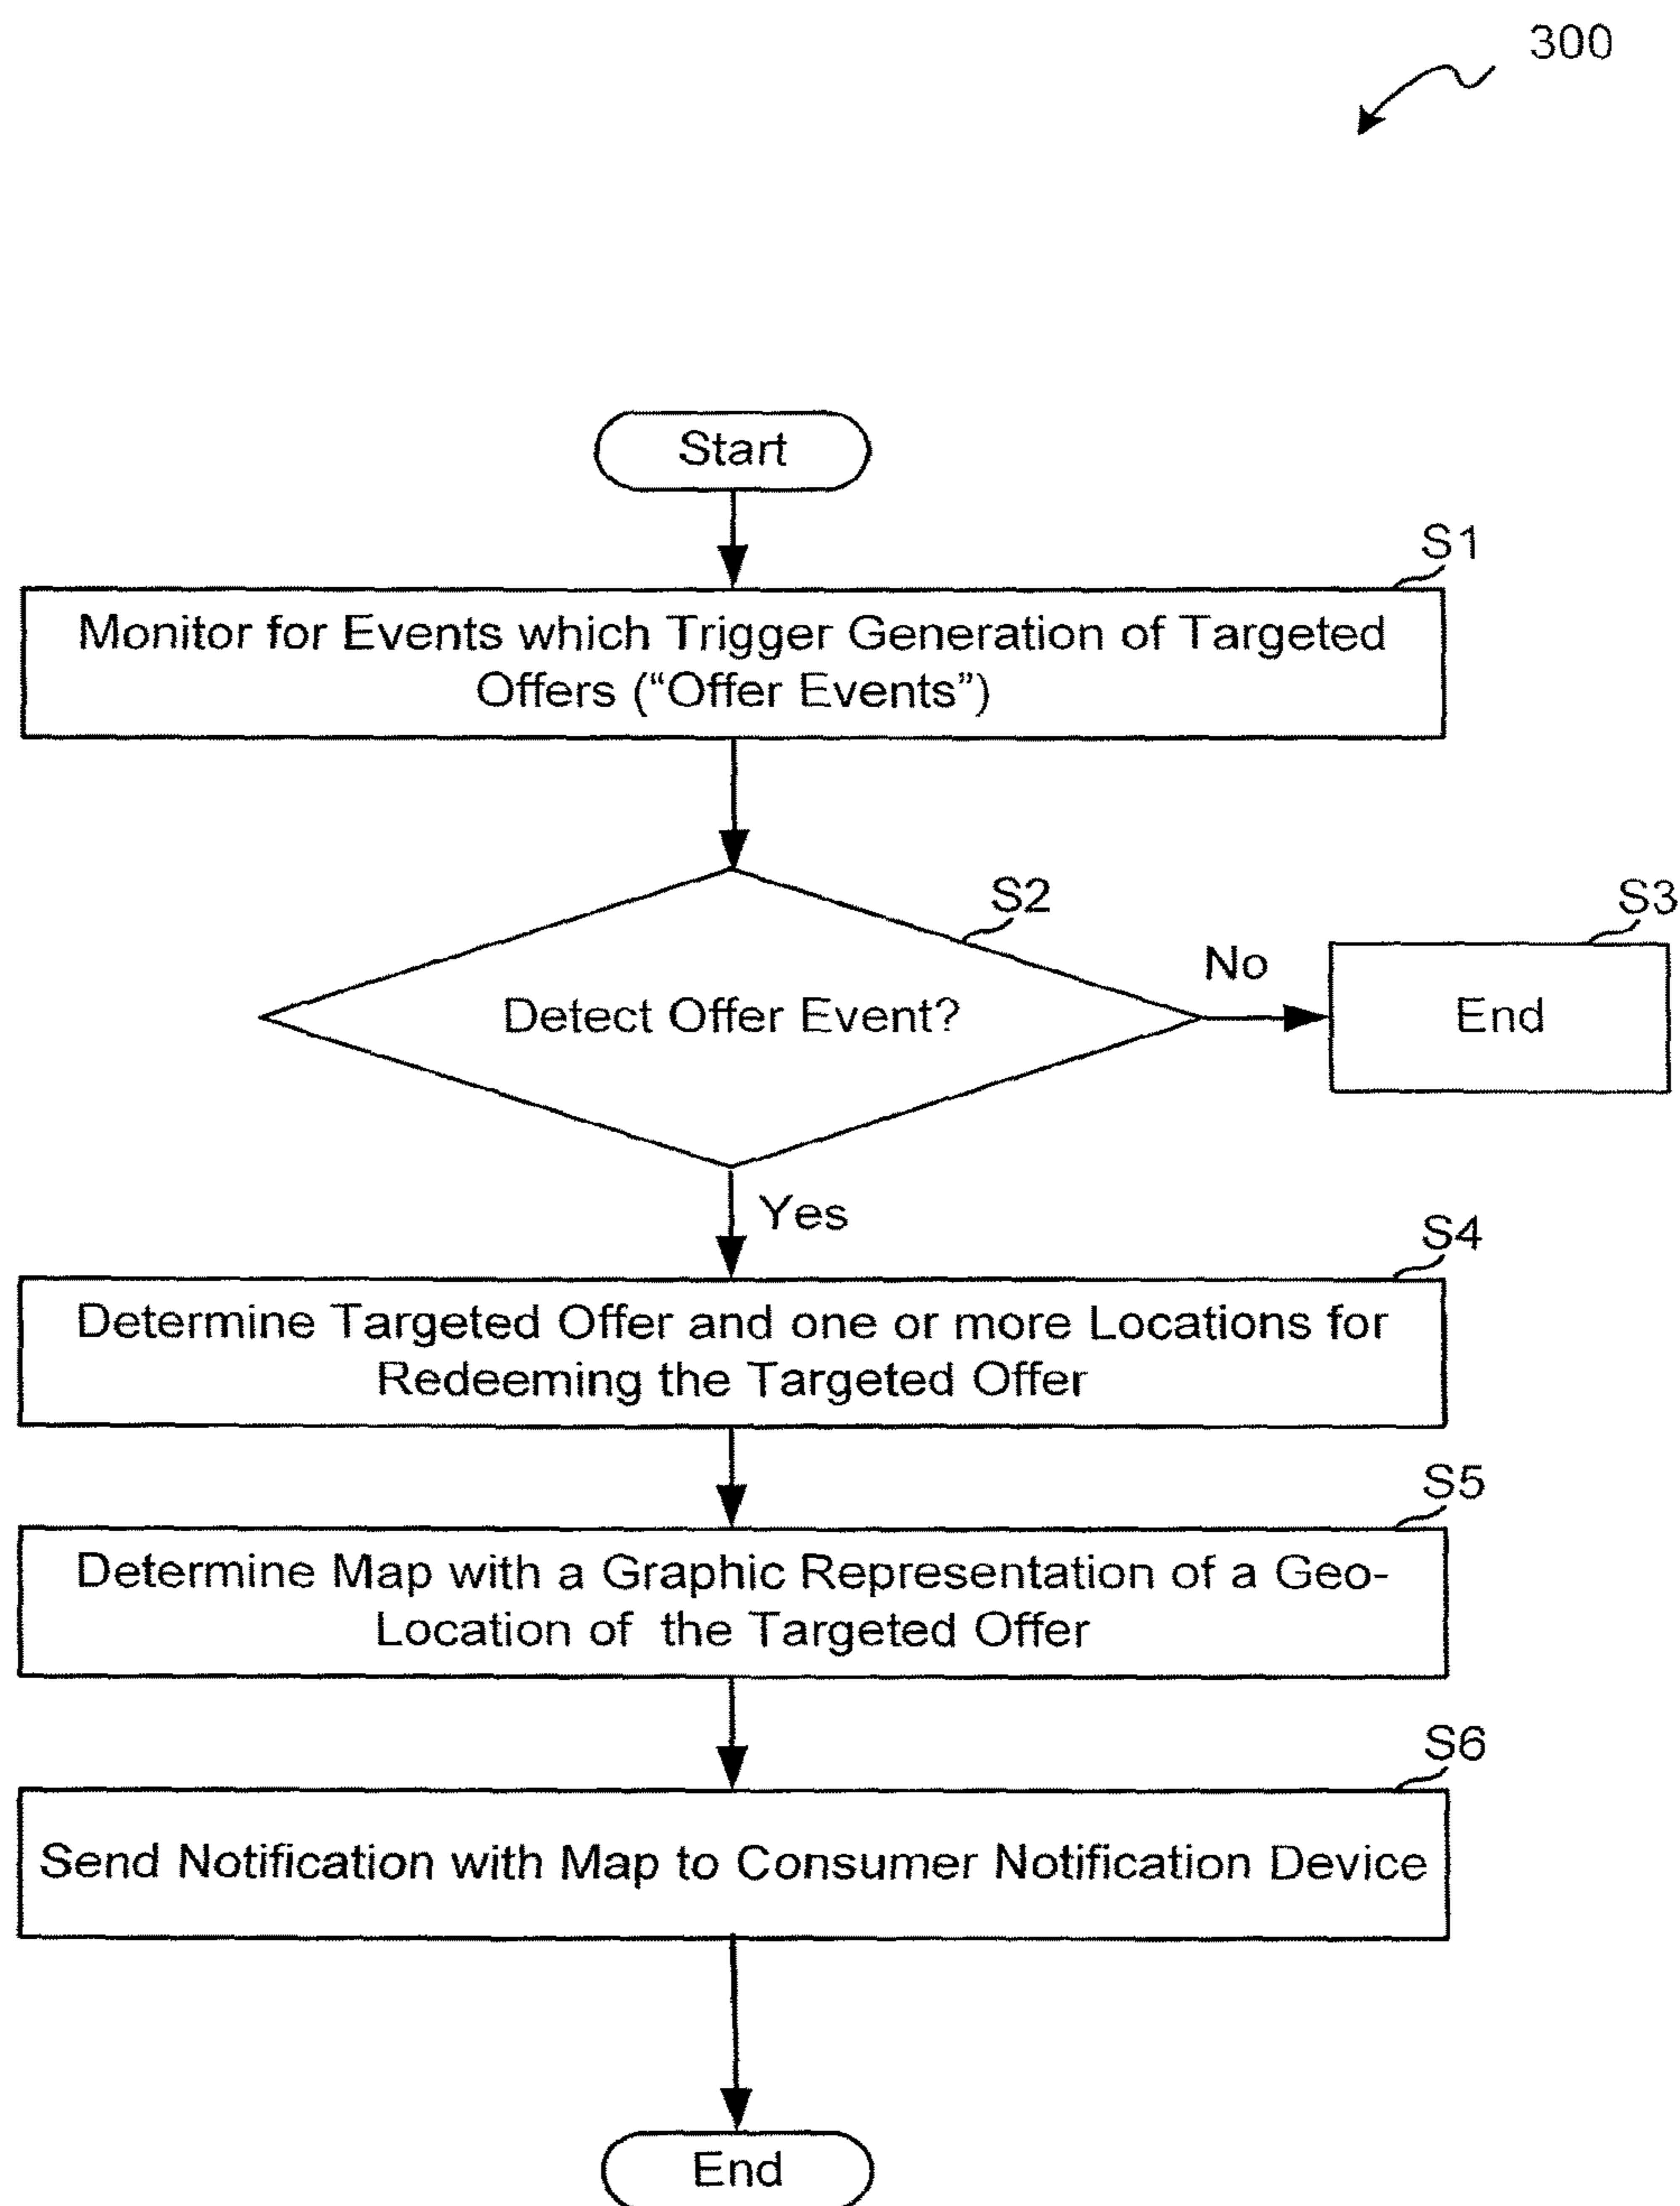 300
Start
S1
Monitor for Events which Trigger Generation of Targeted
Offers (“Offer Events”)
S2
Detect Offer Event?
No
S3
End
Yes
S4
Determine Targeted Offer and one or more Locations for
Redeeming the Targeted Offer
S5
Determine Map with a Graphic Representation of a Geo-
Location of the Targeted Offer
S6
Send Notification with Map to Consumer Notification Device
End